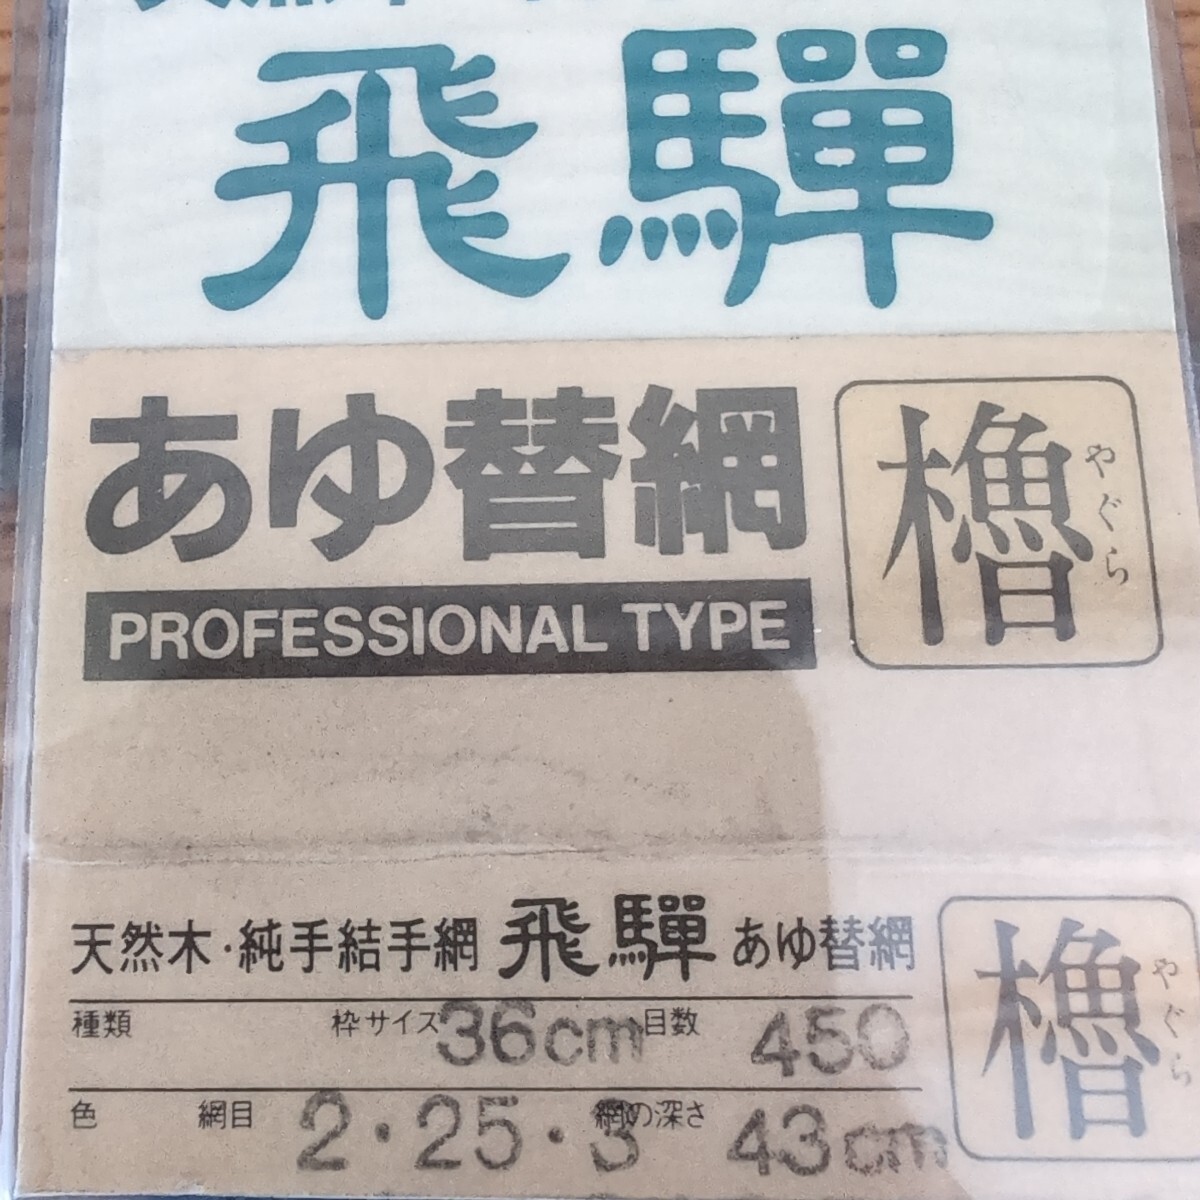 飛驒
あゆ替網
櫓
やぐら
PROFESSIONAL TYPE
天然木・純手結手網 飛驒 あゆ替網
櫓
やぐら
種類 枠サイズ 36cm 目数 450
色 網目 2・25・3 網の深さ 43cm